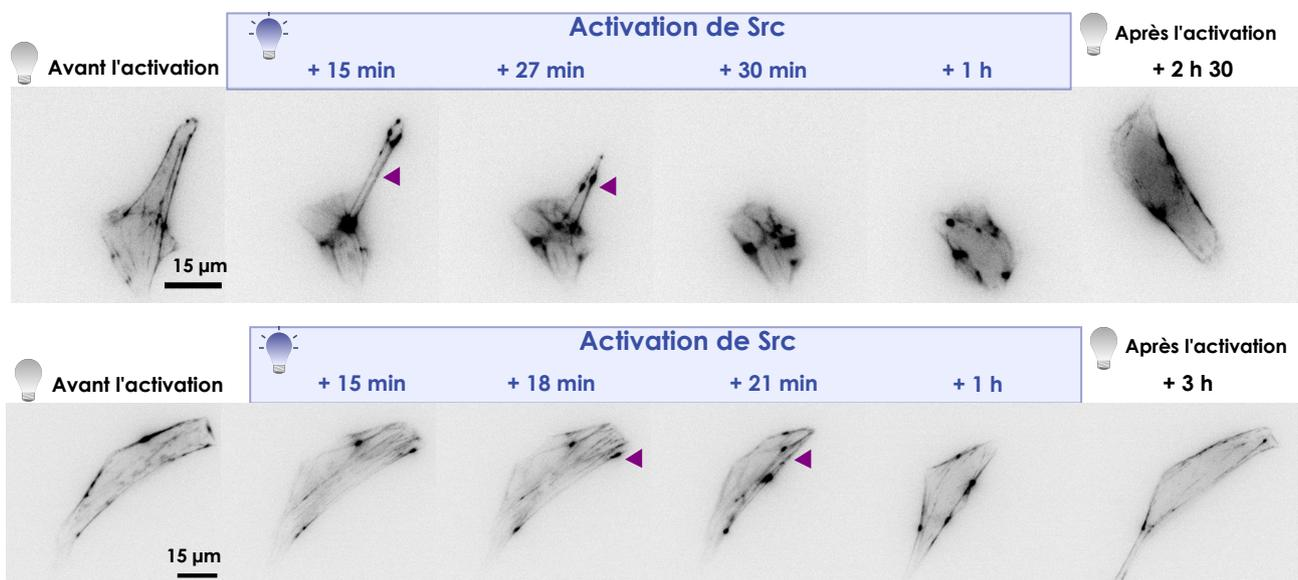 Activation de Src
Après l'activation
Avant l'activation
+ 15 min
+ 27 min
+ 30 min
+ 1 h
+ 2 h 30
15 µm
Activation de Src
Après l'activation
Avant l'activation
+ 15 min
+ 18 min
+ 21 min
+ 1 h
+ 3 h
15 µm